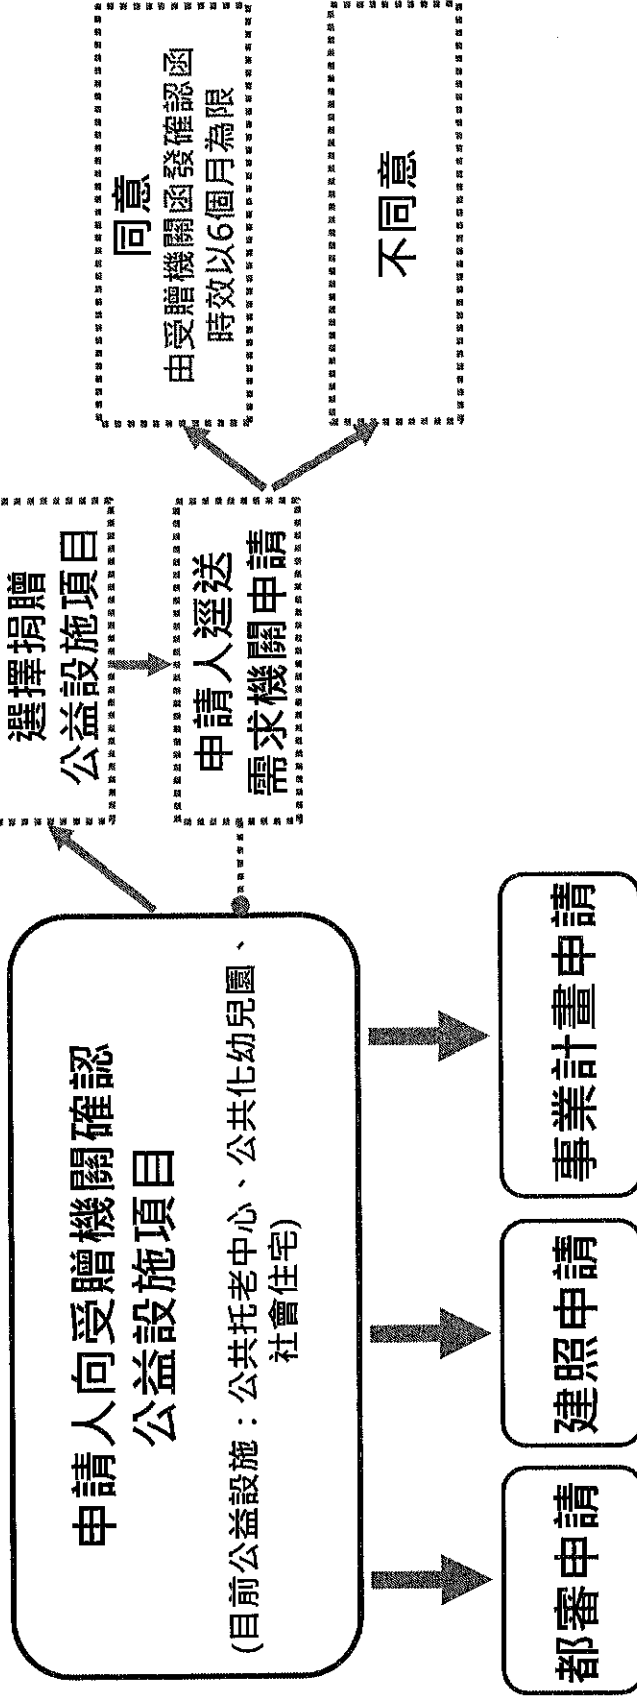 申請人向受贈機關確認
公益設施項目
(目前公益設施：公共托老中心、公共化幼兒園、
社會住宅)
選擇捐贈
公益設施項目
申請人逕送
需求機關申請
同意
由受贈機關函發確認函
時效以6個月為限
不同意
都審申請
建照申請
事業計畫申請